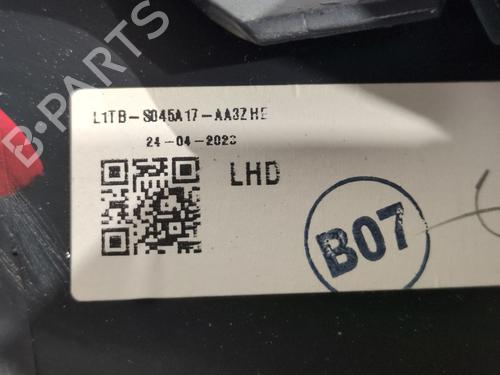 B-PARTS
L1TB-S045A17-AA3ZHE
24-04-2023
LHD
B07